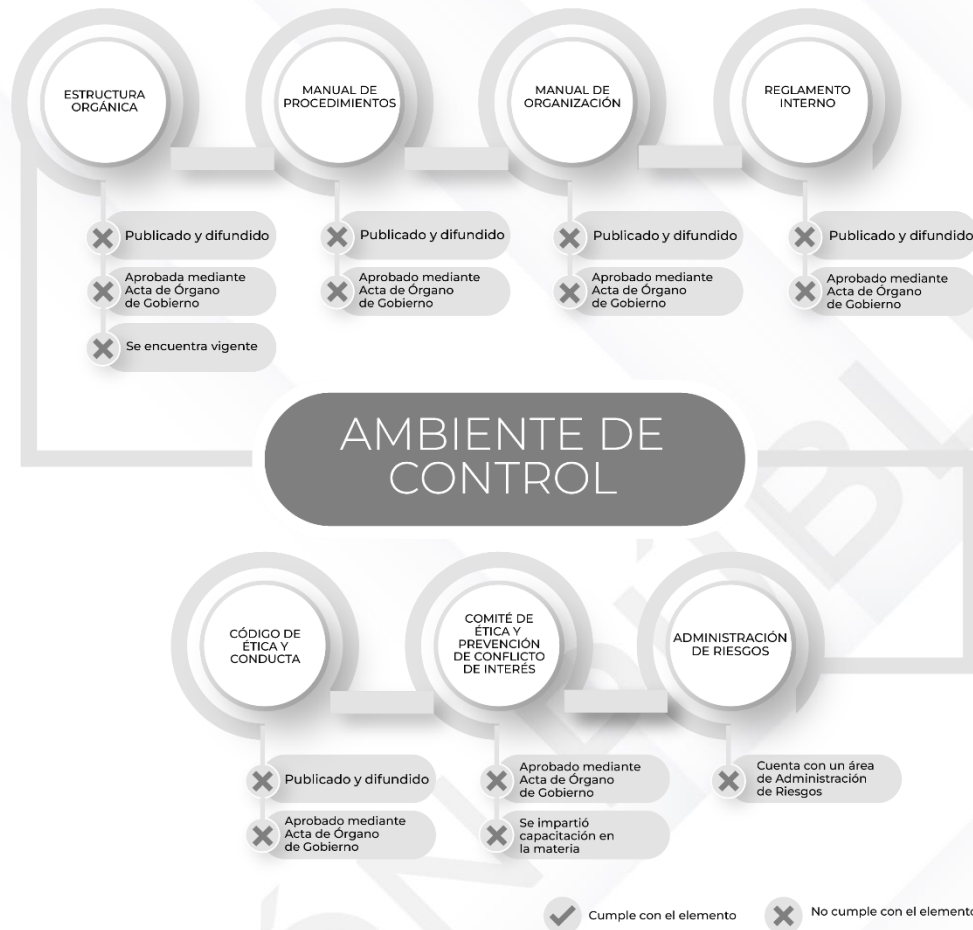 ESTRUCTURA
ORGÁNICA
MANUAL DE
PROCEDIMIENTOS
MANUAL DE
ORGANIZACIÓN
REGLAMENTO
INTERNO
Publicado y difundido
Aprobada mediante
Acta de Órgano
de Gobierno
Se encuentra vigente
Publicado y difundido
Aprobado mediante
Acta de Órgano
de Gobierno
Publicado y difundido
Aprobado mediante
Acta de Órgano
de Gobierno
Publicado y difundido
Aprobado mediante
Acta de Órgano
de Gobierno
AMBIENTE DE
CONTROL
CÓDIGO DE
ÉTICA Y
CONDUCTA
COMITÉ DE
ÉTICA Y
PREVENCIÓN
DE CONFLICTO
DE INTERÉS
ADMINISTRACIÓN
DE RIESGOS
Publicado y difundido
Aprobado mediante
Acta de Órgano
de Gobierno
Aprobado mediante
Acta de Órgano
de Gobierno
Se impartió
capacitación en
la materia
Cuenta con un área
de Administración
de Riesgos
Cumple con el elemento
No cumple con el elemento